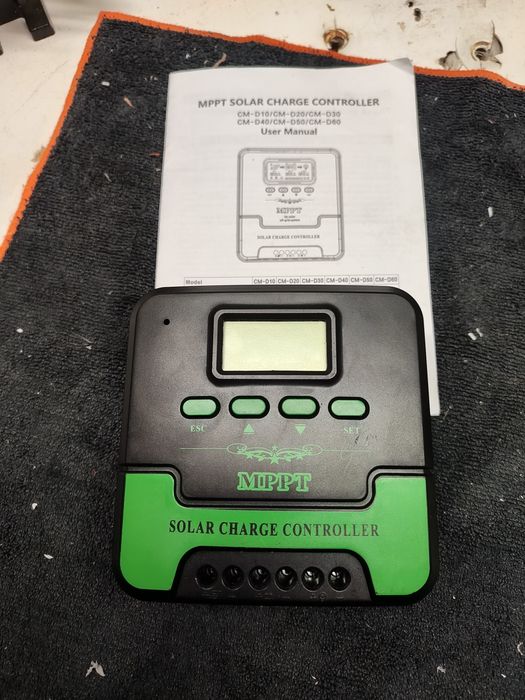 MPPT SOLAR CHARGE CONTROLLER
CM-D10/CM-D20/CM-D30
CM-D40/CM-D50/CM-D60
User Manual
MPPT
SOLAR CHARGE CONTROLLER
Model CM-D10 CM-D20 CM-D30 CM-D40 CM-D50 CM-D60
ESC SET
MPPT
SOLAR CHARGE CONTROLLER